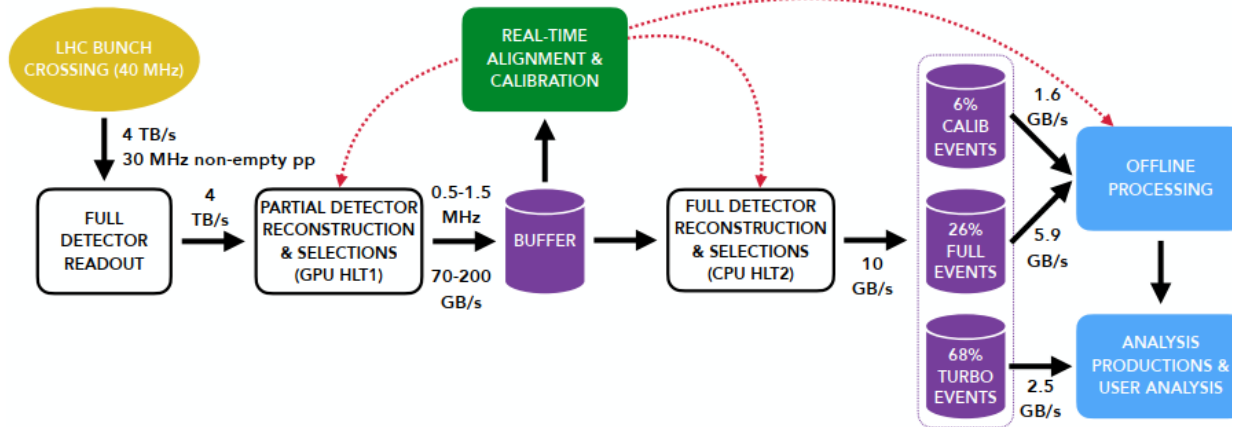 LHC BUNCH
CROSSING (40 MHz)
4 TB/s
30 MHz non-empty pp
FULL
DETECTOR
READOUT
4
TB/s
PARTIAL DETECTOR
RECONSTRUCTION
& SELECTIONS
(GPU HLT1)
0.5-1.5
MHz
70-200
GB/s
BUFFER
REAL-TIME
ALIGNMENT &
CALIBRATION
FULL DETECTOR
RECONSTRUCTION
& SELECTIONS
(CPU HLT2)
10
GB/s
6%
CALIB
EVENTS
26%
FULL
EVENTS
68%
TURBO
EVENTS
1.6
GB/s
5.9
GB/s
2.5
GB/s
OFFLINE
PROCESSING
ANALYSIS
PRODUCTIONS &
USER ANALYSIS